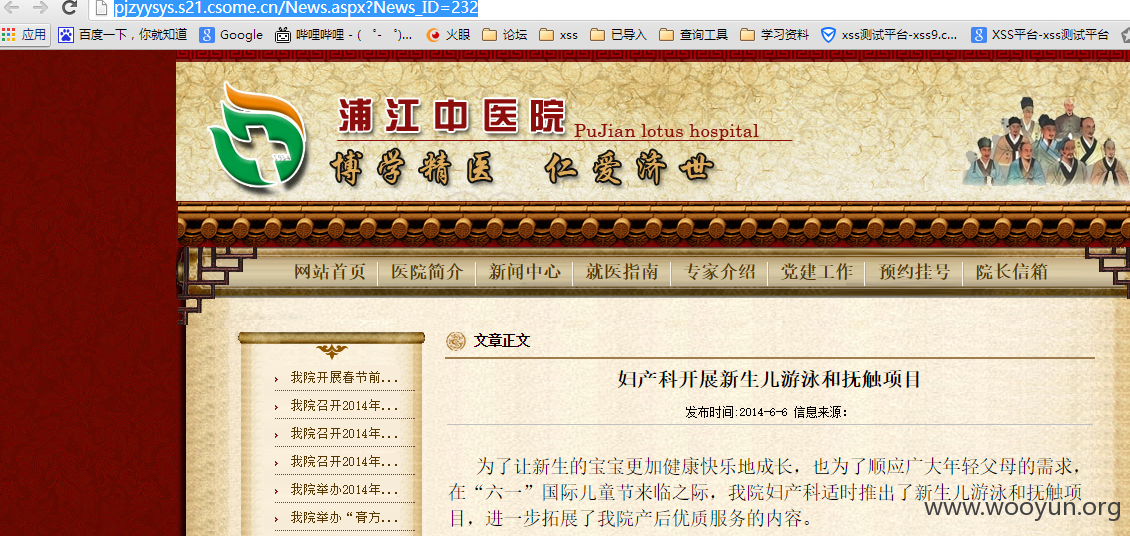 pjzyysys.s21.csome.cn/News.aspx?News_ID=232
应用 百度一下，你就知道 Google 哔哩哔哩 - ( ゜- ゜)... 火眼 论坛 xss 已导入 查询工具 学习资料 xss测试平台-xss9.c... XSS平台-xss测试平台
浦江中医院
PuJian lotus hospital
博学精医 仁爱济世
网站首页 医院简介 新闻中心 就医指南 专家介绍 党建工作 预约挂号 院长信箱
文章正文
我院开展春节前...
我院召开2014年...
我院召开2014年...
我院召开2014年...
我院举办2014年...
我院举办“膏方...
妇产科开展新生儿游泳和抚触项目
发布时间:2014-6-6 信息来源:
为了让新生的宝宝更加健康快乐地成长，也为了顺应广大年轻父母的需求，
在“六一”国际儿童节来临之际，我院妇产科适时推出了新生儿游泳和抚触项
目，进一步拓展了我院产后优质服务的内容。
www.wooyun.org